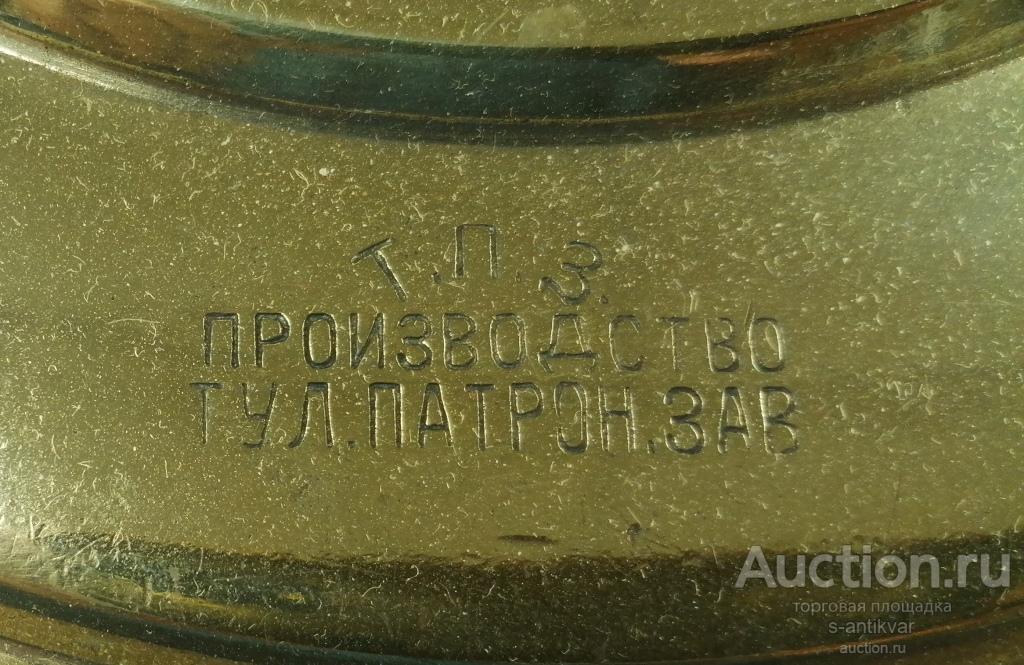 Т.П.З.
ПРОИЗВОДСТВО
ТУЛ.ПАТРОН.ЗАВ
Auction.ru
торговая площадка
s-antikvar
auction.ru